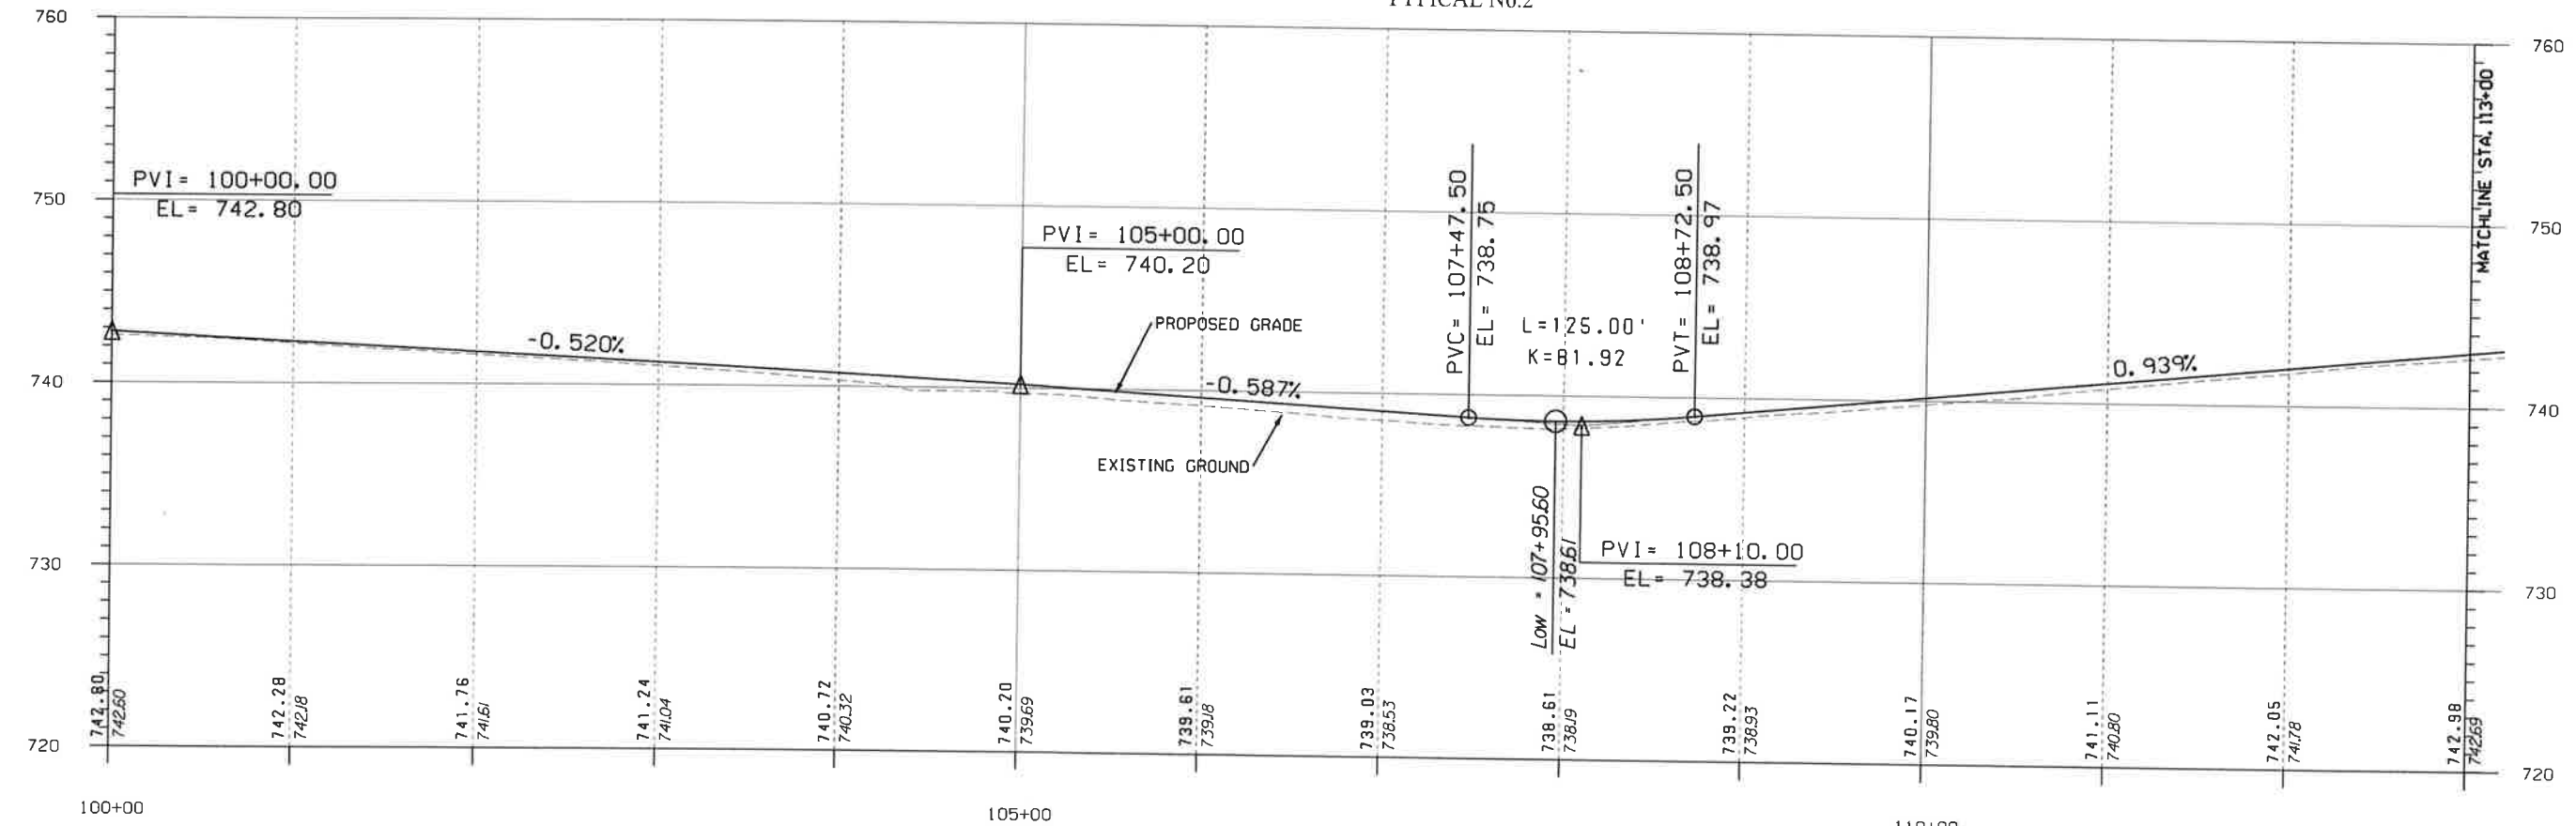 760
760
PVI= 100+00.00
EL= 742.80
750
750
PVI= 105+00.00
EL= 740.20
PROPOSED GRADE
-0.520%
-0.587%
EXISTING GROUND
PVC= 107+47.50
EL= 738.75
L=125.00'
K=81.92
PVT= 108+72.50
EL= 738.97
0.939%
MATCHLINE STA. 113+00
740
740
Low = 107+95.60
EL = 738.61
PVI= 108+10.00
EL= 738.38
730
730
742.80
742.60
742.28
742.18
741.76
741.61
741.24
741.04
740.72
740.32
740.20
739.69
739.61
739.18
739.03
738.53
738.61
738.19
739.22
738.93
740.17
739.80
741.11
740.80
742.05
741.78
742.98
742.69
720
720
100+00
105+00